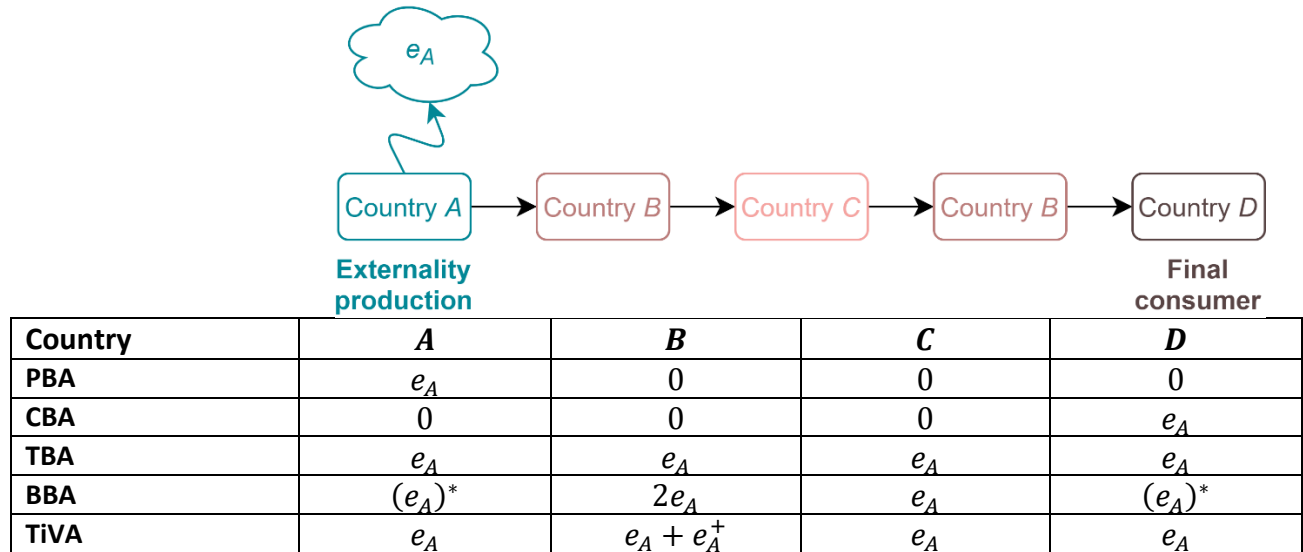 e_A
Country A Country B Country C Country B Country D
Externality production Final consumer
Country A B C D
PBA e_A 0 0 0
CBA 0 0 0 e_A
TBA e_A e_A e_A e_A
BBA (e_A)* 2e_A e_A (e_A)*
TiVA e_A e_A + e_A^+ e_A e_A